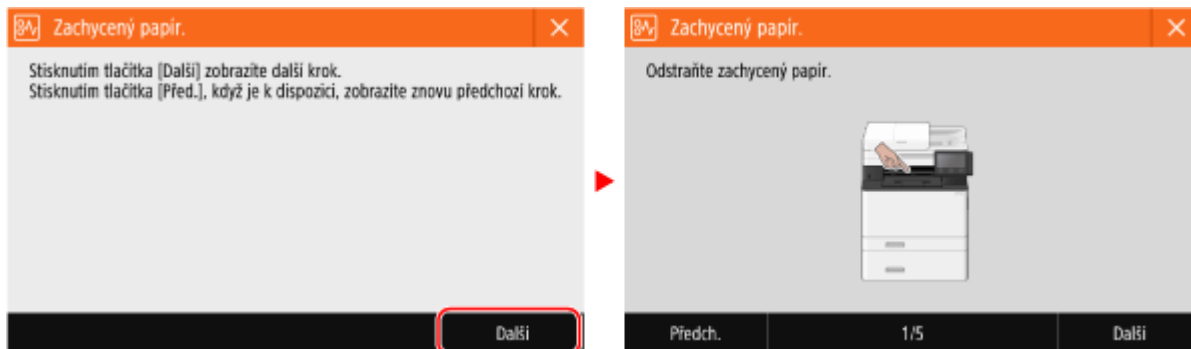 Zachycený papír.
Stisknutím tlačítka [Další] zobrazíte další krok.
Stisknutím tlačítka [Před.], když je k dispozici, zobrazíte znovu předchozí krok.
Další
Zachycený papír.
Odstraňte zachycený papír.
Předch.
1/5
Další